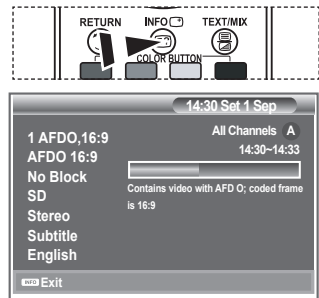 RETURN INFO TEXT/MIX
COLOR BUTTON
14:30 Set 1 Sep
1 AFDO,16:9
AFDO 16:9
No Block
SD
Stereo
Subtitle
English
All Channels A
14:30~14:33
Contains video with AFD O; coded frame
is 16:9
INFO Exit